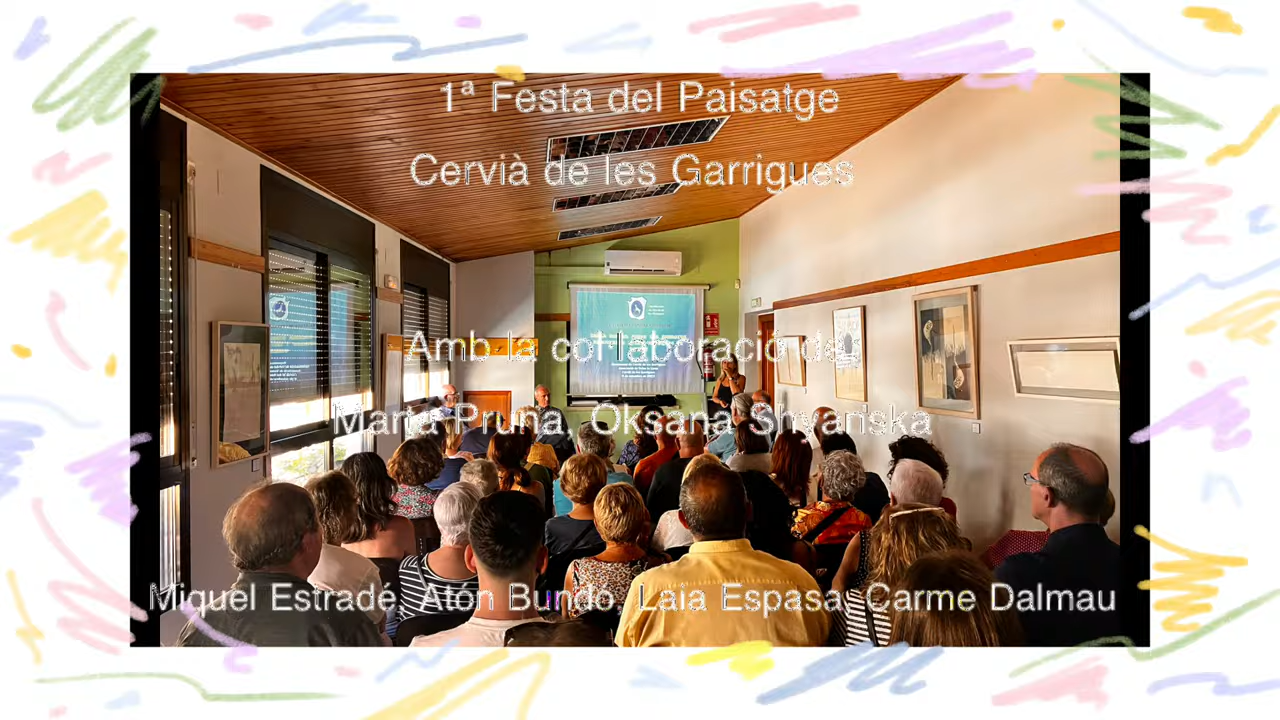 1ª Festa del Paisatge
Cervià de les Garrigues
Amb la col·laboració de:
Marta Pruna, Oksana Shyanska
Miquel Estradé, Aton Bundo, Laia Espasa, Carme Dalmau